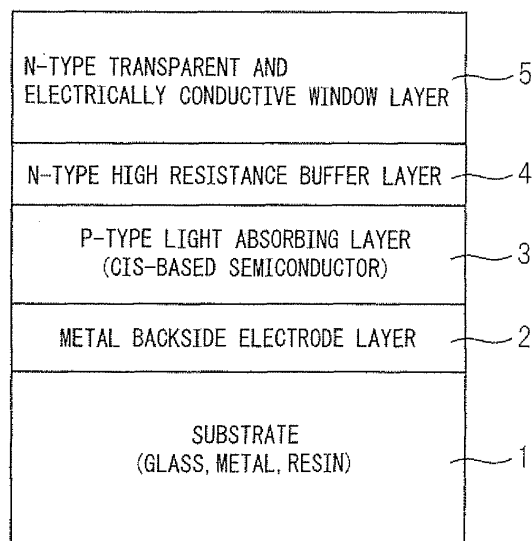 N-TYPE TRANSPARENT AND
ELECTRICALLY CONDUCTIVE WINDOW LAYER
5
N-TYPE HIGH RESISTANCE BUFFER LAYER
4
P-TYPE LIGHT ABSORBING LAYER
(CIS-BASED SEMICONDUCTOR)
3
METAL BACKSIDE ELECTRODE LAYER
2
SUBSTRATE
(GLASS, METAL, RESIN)
1